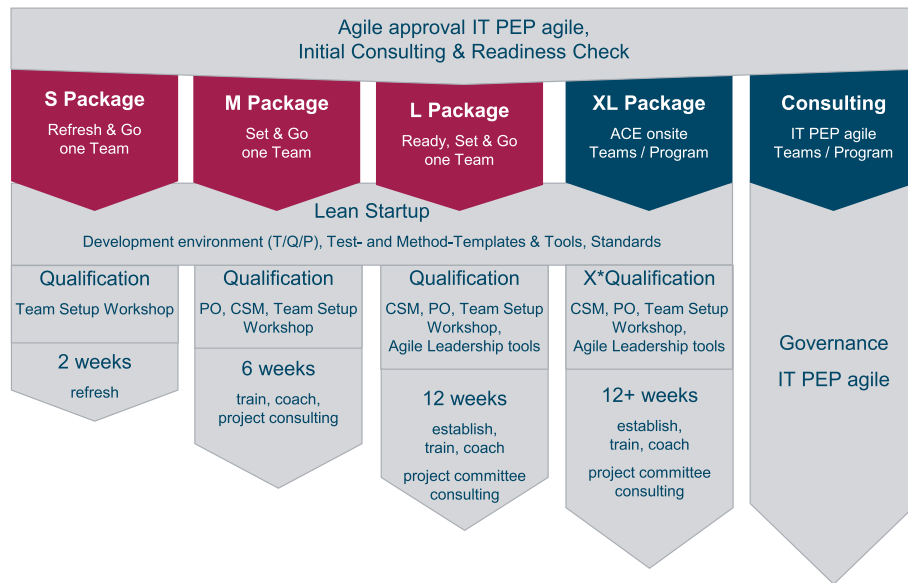 Agile approval IT PEP agile,
Initial Consulting & Readiness Check
S Package
Refresh & Go
one Team
M Package
Set & Go
one Team
L Package
Ready, Set & Go
one Team
XL Package
ACE onsite
Teams / Program
Consulting
IT PEP agile
Teams / Program
Lean Startup
Development environment (T/Q/P), Test- and Method-Templates & Tools, Standards
Qualification
Team Setup Workshop
2 weeks
refresh
Qualification
PO, CSM, Team Setup
Workshop
6 weeks
train, coach,
project consulting
Qualification
CSM, PO, Team Setup
Workshop,
Agile Leadership tools
12 weeks
establish,
train, coach
project committee
consulting
X*Qualification
CSM, PO, Team Setup
Workshop,
Agile Leadership tools
12+ weeks
establish,
train, coach
project committee
consulting
Governance
IT PEP agile